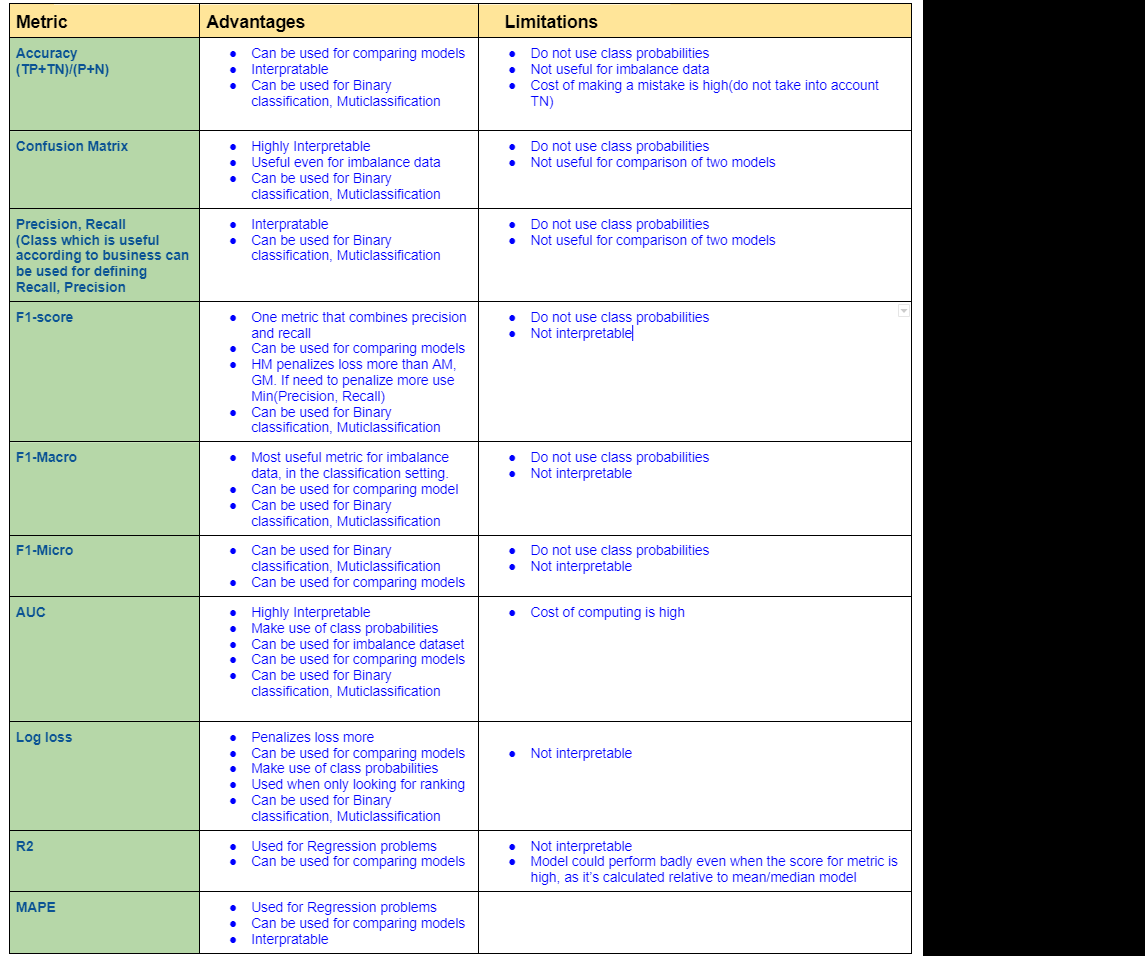 Metric Advantages Limitations
Accuracy
(TP+TN)/(P+N)
● Can be used for comparing models
● Interpratable
● Can be used for Binary
classification, Muticlassification
● Do not use class probabilities
● Not useful for imbalance data
● Cost of making a mistake is high(do not take into account
TN)
Confusion Matrix
● Highly Interpretable
● Useful even for imbalance data
● Can be used for Binary
classification, Muticlassification
● Do not use class probabilities
● Not useful for comparison of two models
Precision, Recall
(Class which is useful
according to business can
be used for defining
Recall, Precision
● Interpratable
● Can be used for Binary
classification, Muticlassification
● Do not use class probabilities
● Not useful for comparison of two models
F1-score
● One metric that combines precision
and recall
● Can be used for comparing models
● HM penalizes loss more than AM,
GM. If need to penalize more use
Min(Precision, Recall)
● Can be used for Binary
classification, Muticlassification
● Do not use class probabilities
● Not interpretable
F1-Macro
● Most useful metric for imbalance
data, in the classification setting.
● Can be used for comparing model
● Can be used for Binary
classification, Muticlassification
● Do not use class probabilities
● Not interpretable
F1-Micro
● Can be used for Binary
classification, Muticlassification
● Can be used for comparing models
● Do not use class probabilities
● Not interpretable
AUC
● Highly Interpretable
● Make use of class probabilities
● Can be used for imbalance dataset
● Can be used for comparing models
● Can be used for Binary
classification, Muticlassification
● Cost of computing is high
Log loss
● Penalizes loss more
● Can be used for comparing models
● Make use of class probabilities
● Used when only looking for ranking
● Can be used for Binary
classification, Muticlassification
● Not interpretable
R2
● Used for Regression problems
● Can be used for comparing models
● Not interpretable
● Model could perform badly even when the score for metric is
high, as it's calculated relative to mean/median model
MAPE
● Used for Regression problems
● Can be used for comparing models
● Interpratable